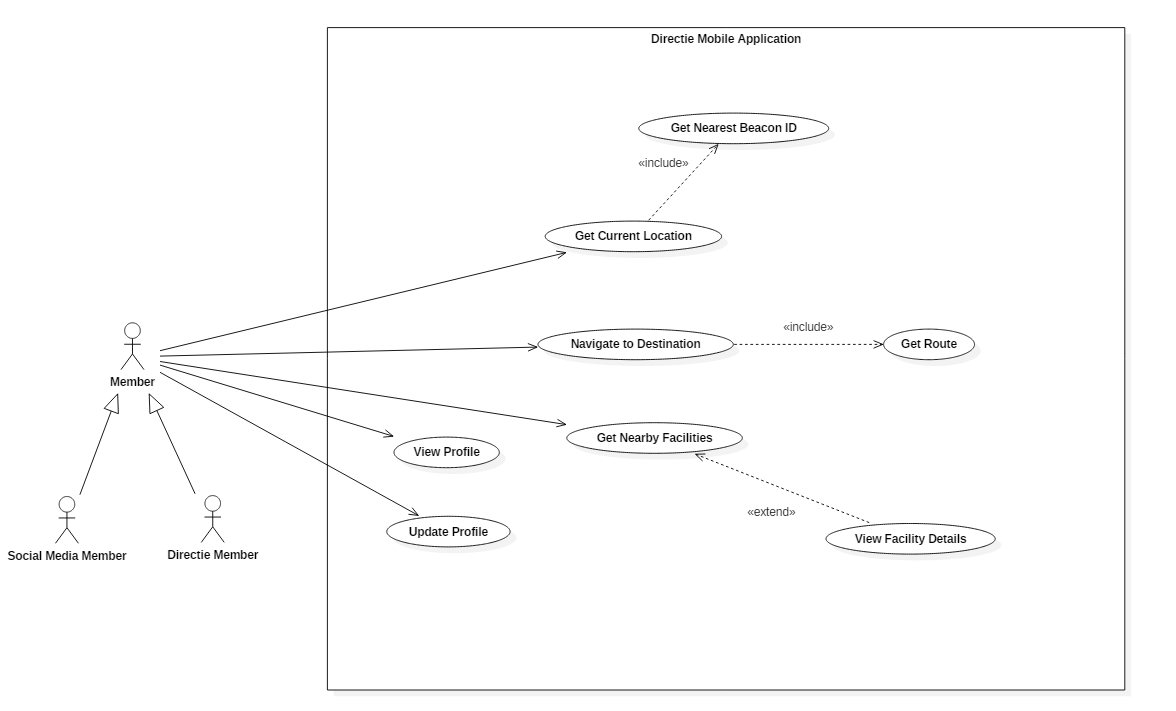 Directie Mobile Application
Get Nearest Beacon ID
«include»
Get Current Location
«include»
Navigate to Destination
Get Route
Member
Get Nearby Facilities
View Profile
«extend»
Update Profile
View Facility Details
Social Media Member
Directie Member